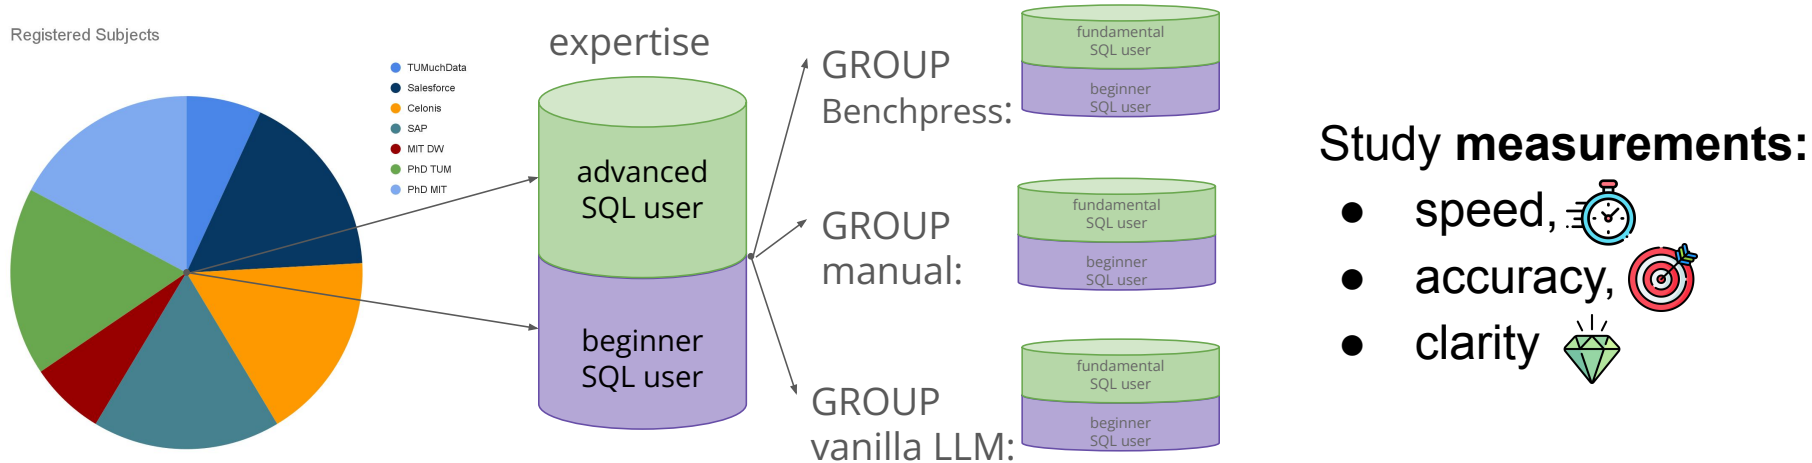 Registered Subjects
TUMuchData
Salesforce
Celonis
SAP
MIT DW
PhD TUM
PhD MIT
expertise
advanced
SQL user
beginner
SQL user
GROUP
Benchpress:
fundamental
SQL user
beginner
SQL user
GROUP
manual:
fundamental
SQL user
beginner
SQL user
GROUP
vanilla LLM:
fundamental
SQL user
beginner
SQL user
Study measurements:
● speed,
● accuracy,
● clarity